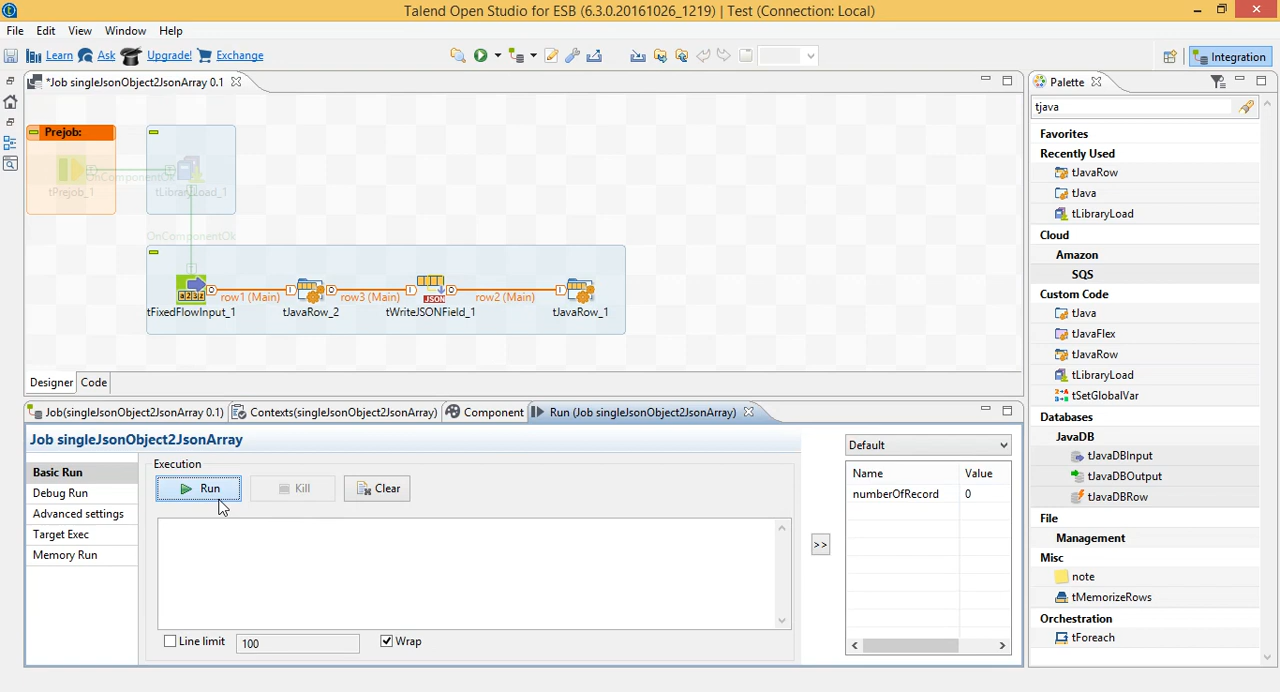 Talend Open Studio for ESB (6.3.0.20161026_1219) | Test (Connection: Local)
File Edit View Window Help
Learn Ask Upgrade! Exchange
Integration
*Job singleJsonObject2JsonArray 0.1
Prejob:
tPrejob_1
OnComponentOk
tLibraryLoad_1
OnComponentOk
tFixedFlowInput_1
row1 (Main)
tJavaRow_2
row3 (Main)
JSON
tWriteJSONField_1
row2 (Main)
tJavaRow_1
Designer Code
Palette
tjava
Favorites
Recently Used
tJavaRow
tJava
tLibraryLoad
Cloud
Amazon
SQS
Custom Code
tJava
tJavaFlex
tJavaRow
tLibraryLoad
tSetGlobalVar
Databases
JavaDB
tJavaDBInput
tJavaDBOutput
tJavaDBRow
File
Management
Misc
note
tMemorizeRows
Orchestration
tForeach
Job(singleJsonObject2JsonArray 0.1) Contexts(singleJsonObject2JsonArray) Component Run (Job singleJsonObject2JsonArray)
Job singleJsonObject2JsonArray
Basic Run
Debug Run
Advanced settings
Target Exec
Memory Run
Execution
Run Kill Clear
Line limit 100 Wrap
Default
Name Value
numberOfRecord 0
>>